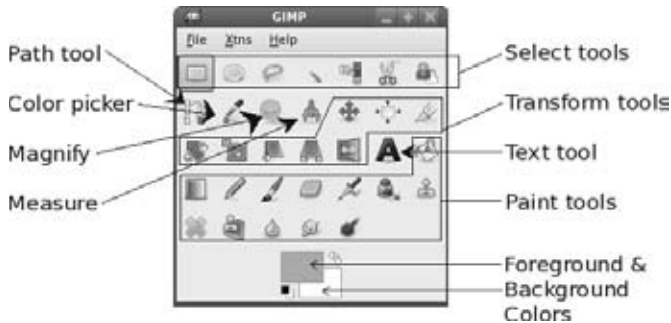 GIMP
File Xtns Help
Path tool
Color picker
Magnify
Measure
Select tools
Transform tools
Text tool
Paint tools
Foreground &
Background
Colors